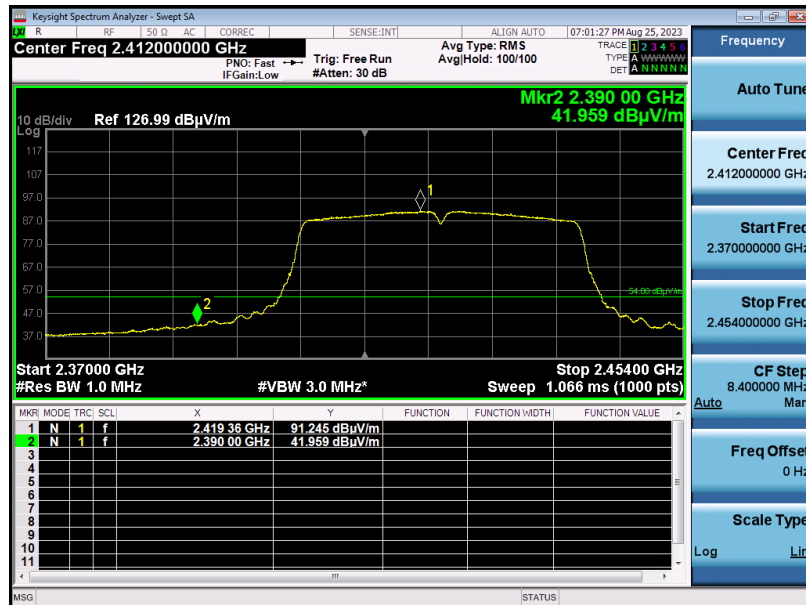 Keysight Spectrum Analyzer - Swept SA
LXI R RF 50 Ω AC CORREC SENSE:INT ALIGN AUTO 07:01:27 PM Aug 25, 2023
Center Freq 2.412000000 GHz
PNO: Fast
IFGain:Low
Trig: Free Run
#Atten: 30 dB
Avg Type: RMS
Avg|Hold: 100/100
TRACE 1 2 3 4 5 6
TYPE A WWWWW
DET A N N N N N
Mkr2 2.390 00 GHz
41.959 dBµV/m
10 dB/div Ref 126.99 dBµV/m
Log
117
107
97.0
87.0
77.0
67.0
57.0
47.0
37.0
1
2
54.00 dBµV/m
Start 2.37000 GHz Stop 2.45400 GHz
#Res BW 1.0 MHz #VBW 3.0 MHz* Sweep 1.066 ms (1000 pts)
MKR MODE TRC SCL X Y FUNCTION FUNCTION WIDTH FUNCTION VALUE
1 N 1 f 2.419 36 GHz 91.245 dBµV/m
2 N 1 f 2.390 00 GHz 41.959 dBµV/m
3
4
5
6
7
8
9
10
11
MSG STATUS
Frequency
Auto Tune
Center Freq
2.412000000 GHz
Start Freq
2.370000000 GHz
Stop Freq
2.454000000 GHz
CF Step
8.400000 MHz
Auto Man
Freq Offset
0 Hz
Scale Type
Log Lin